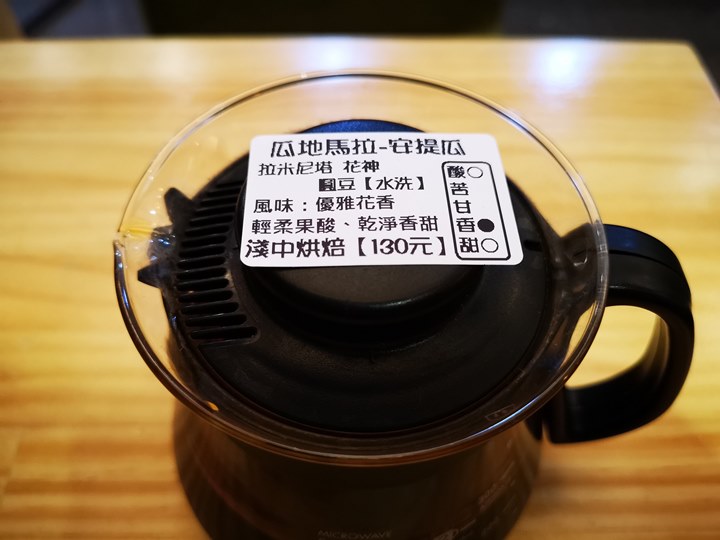 瓜地馬拉-安提瓜
拉米尼塔 花神
圓豆【水洗】
風味：優雅花香
輕柔果酸、乾淨香甜
淺中烘焙【130元】
酸○
苦
甘
香●
甜○
MICROWAVE